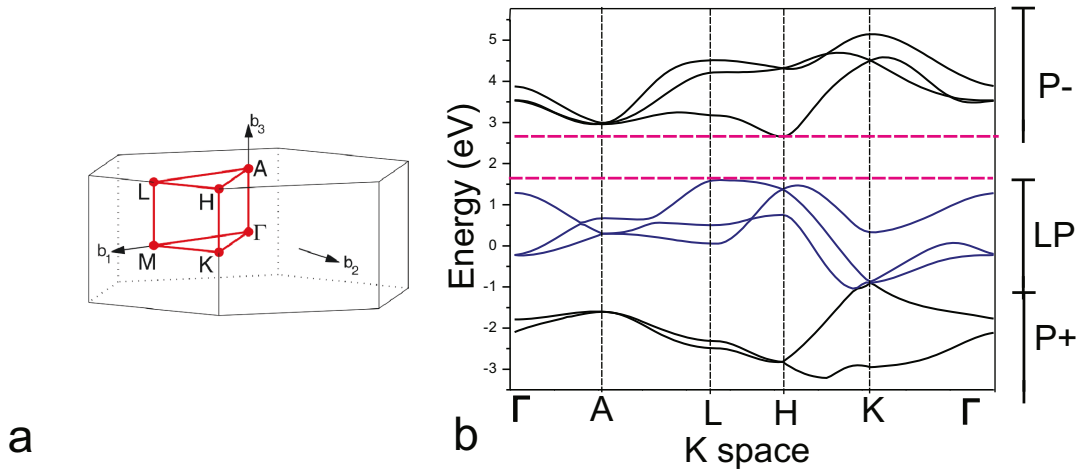 b₃
A
L
H
Γ
b₁
M
K
b₂
a
Energy (eV)
5
4
3
2
1
0
-1
-2
-3
Γ
A
L
H
K
Γ
K space
b
P-
LP
P+